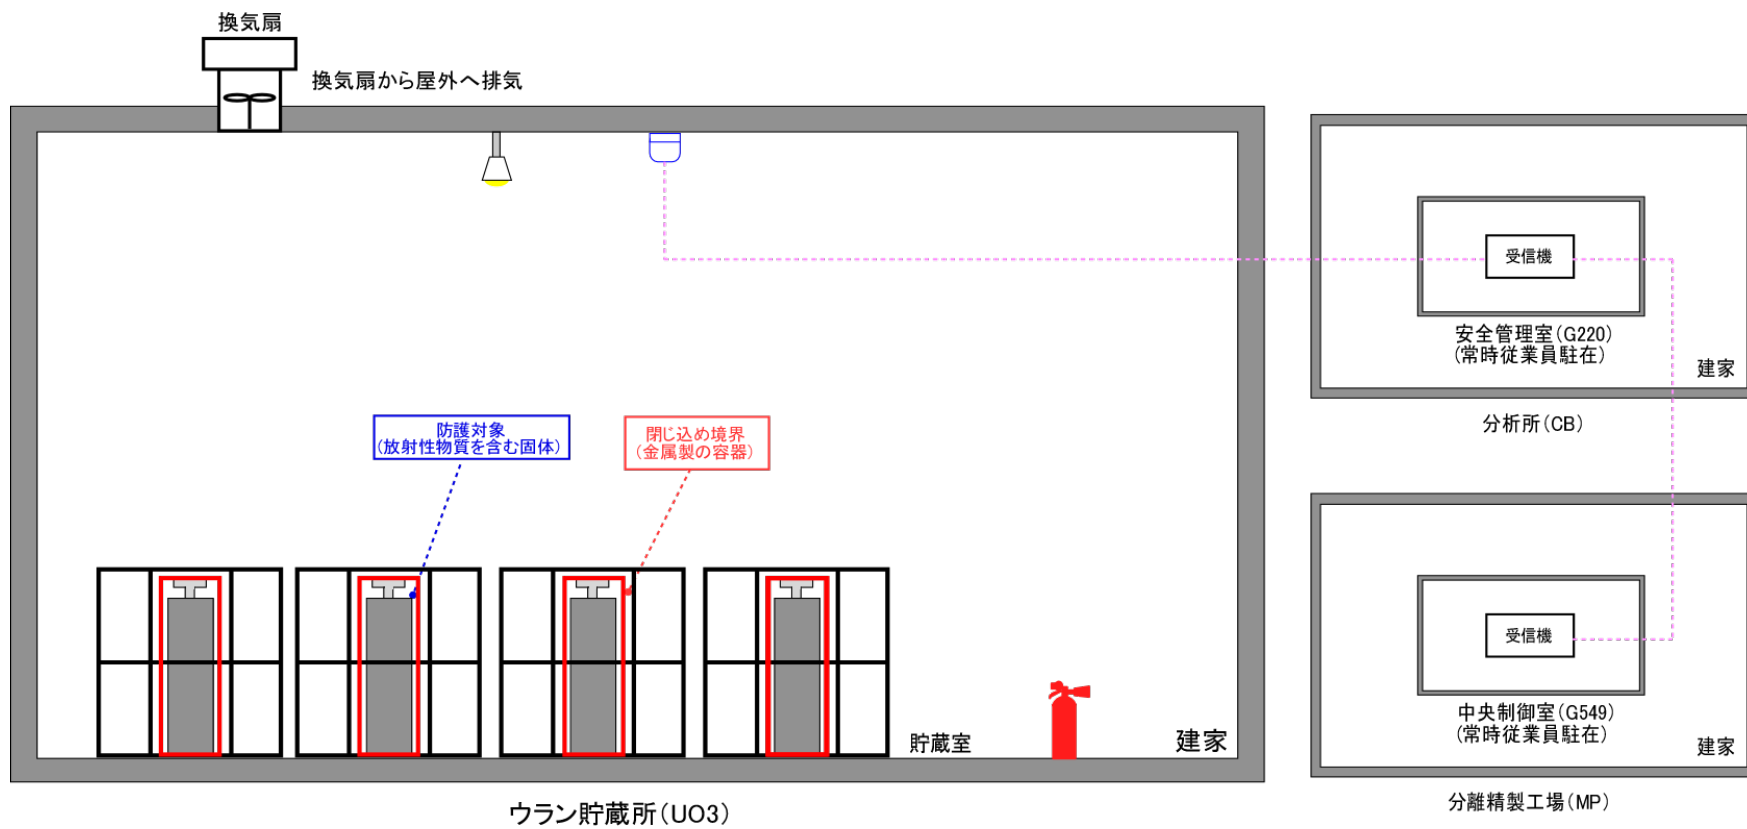 換気扇
換気扇から屋外へ排気
防護対象
(放射性物質を含む固体)
閉じ込め境界
(金属製の容器)
貯蔵室
建家
ウラン貯蔵所(UO3)
受信機
安全管理室(G220)
(常時従業員駐在)
建家
分析所(CB)
受信機
中央制御室(G549)
(常時従業員駐在)
建家
分離精製工場(MP)